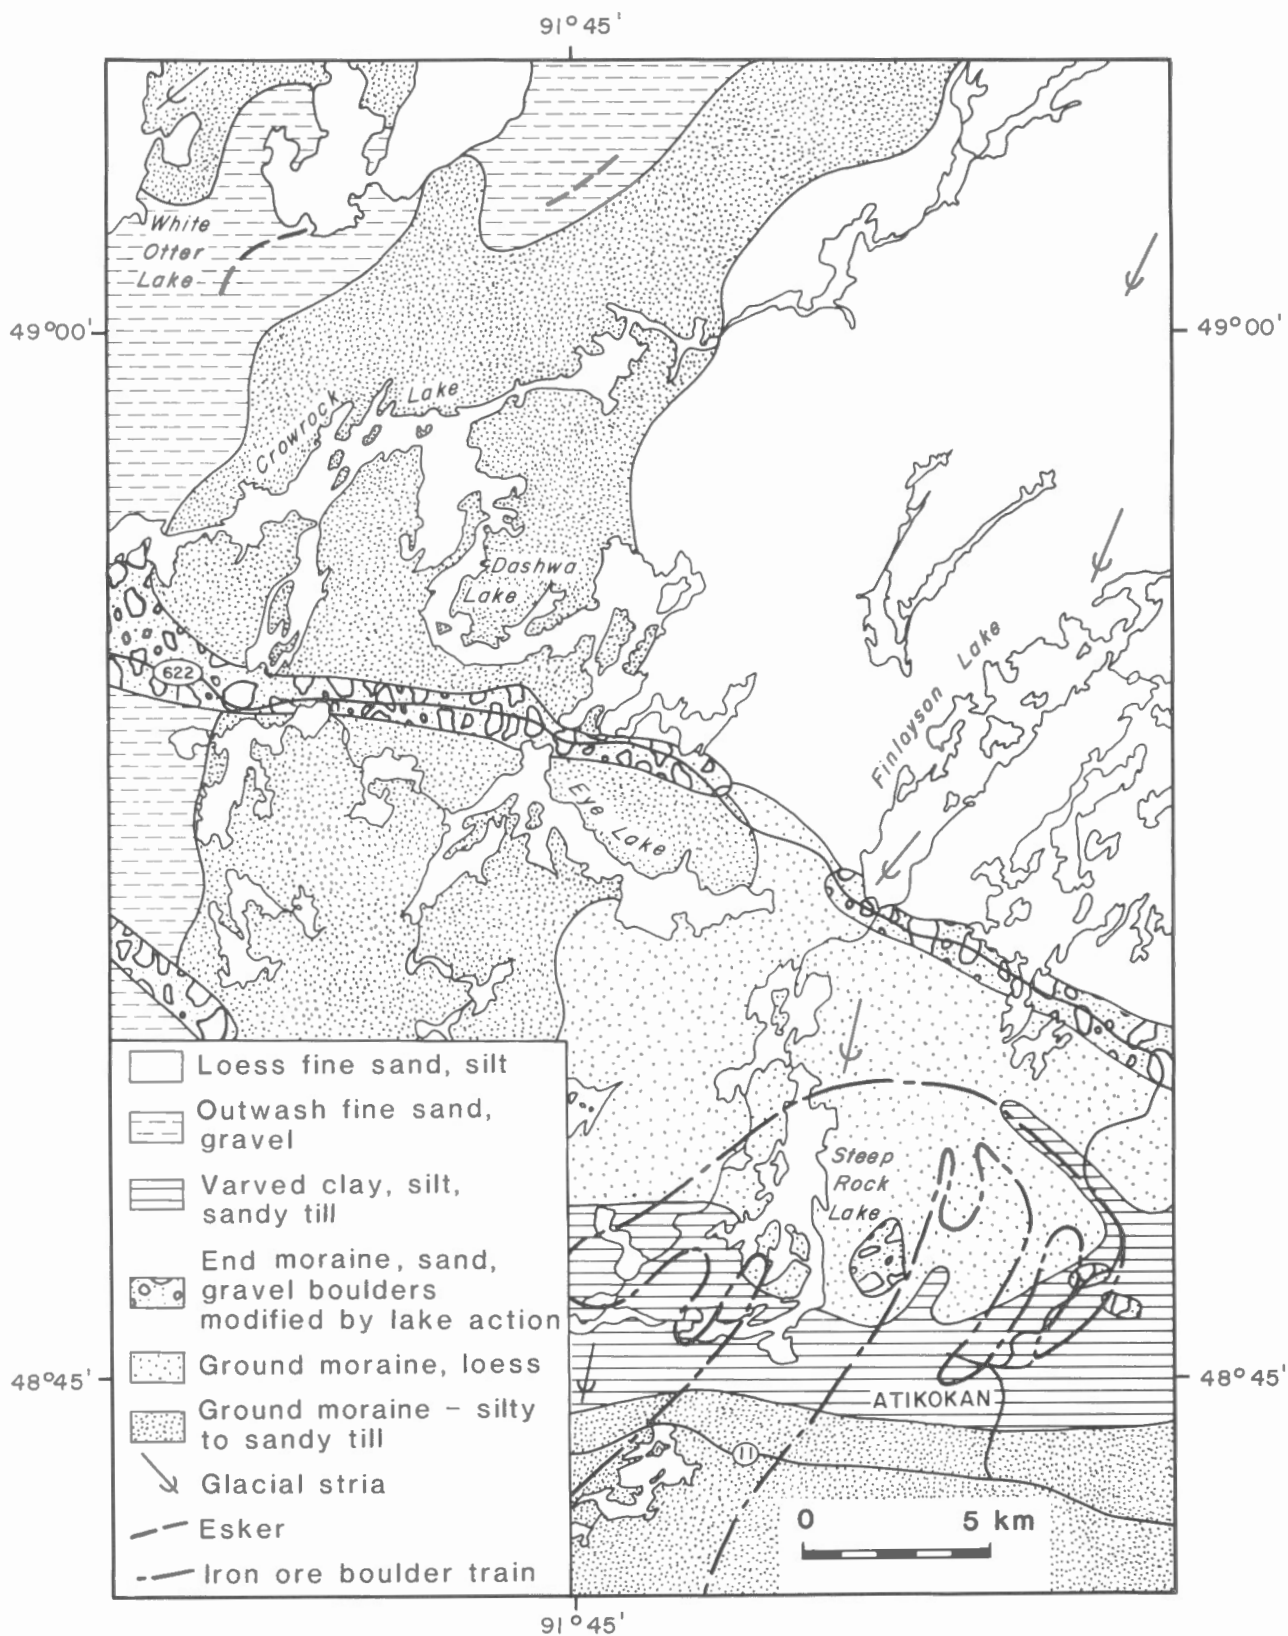 91°45'
White
Otter
Lake
49°00'
49°00'
Crowrock
Lake
Dashwa
Lake
Finlayson Lake
622
Eye Lake
Steep
Rock
Lake
Loess fine sand, silt
Outwash fine sand,
gravel
Varved clay, silt,
sandy till
End moraine, sand,
gravel boulders
modified by lake action
Ground moraine, loess
Ground moraine – silty
to sandy till
Glacial stria
Esker
Iron ore boulder train
48°45'
48°45'
ATIKOKAN
11
0 5 km
91°45'